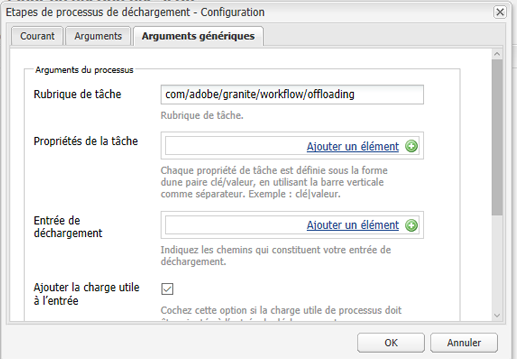 Etapes de processus de déchargement - Configuration
Courant
Arguments
Arguments génériques
Arguments du processus
Rubrique de tâche
com/adobe/granite/workflow/offloading
Rubrique de tâche.
Propriétés de la tâche
Ajouter un élément
Chaque propriété de tâche est définie sous la forme
dune paire clé/valeur, en utilisant la barre verticale
comme séparateur. Exemple : clé|valeur.
Entrée de
déchargement
Ajouter un élément
Indiquez les chemins qui constituent votre entrée de
déchargement.
Ajouter la charge utile
à l'entrée
Cochez cette option si la charge utile de processus doit
OK
Annuler